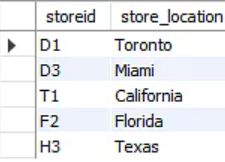 storeid store_location
D1 Toronto
D3 Miami
T1 California
F2 Florida
H3 Texas